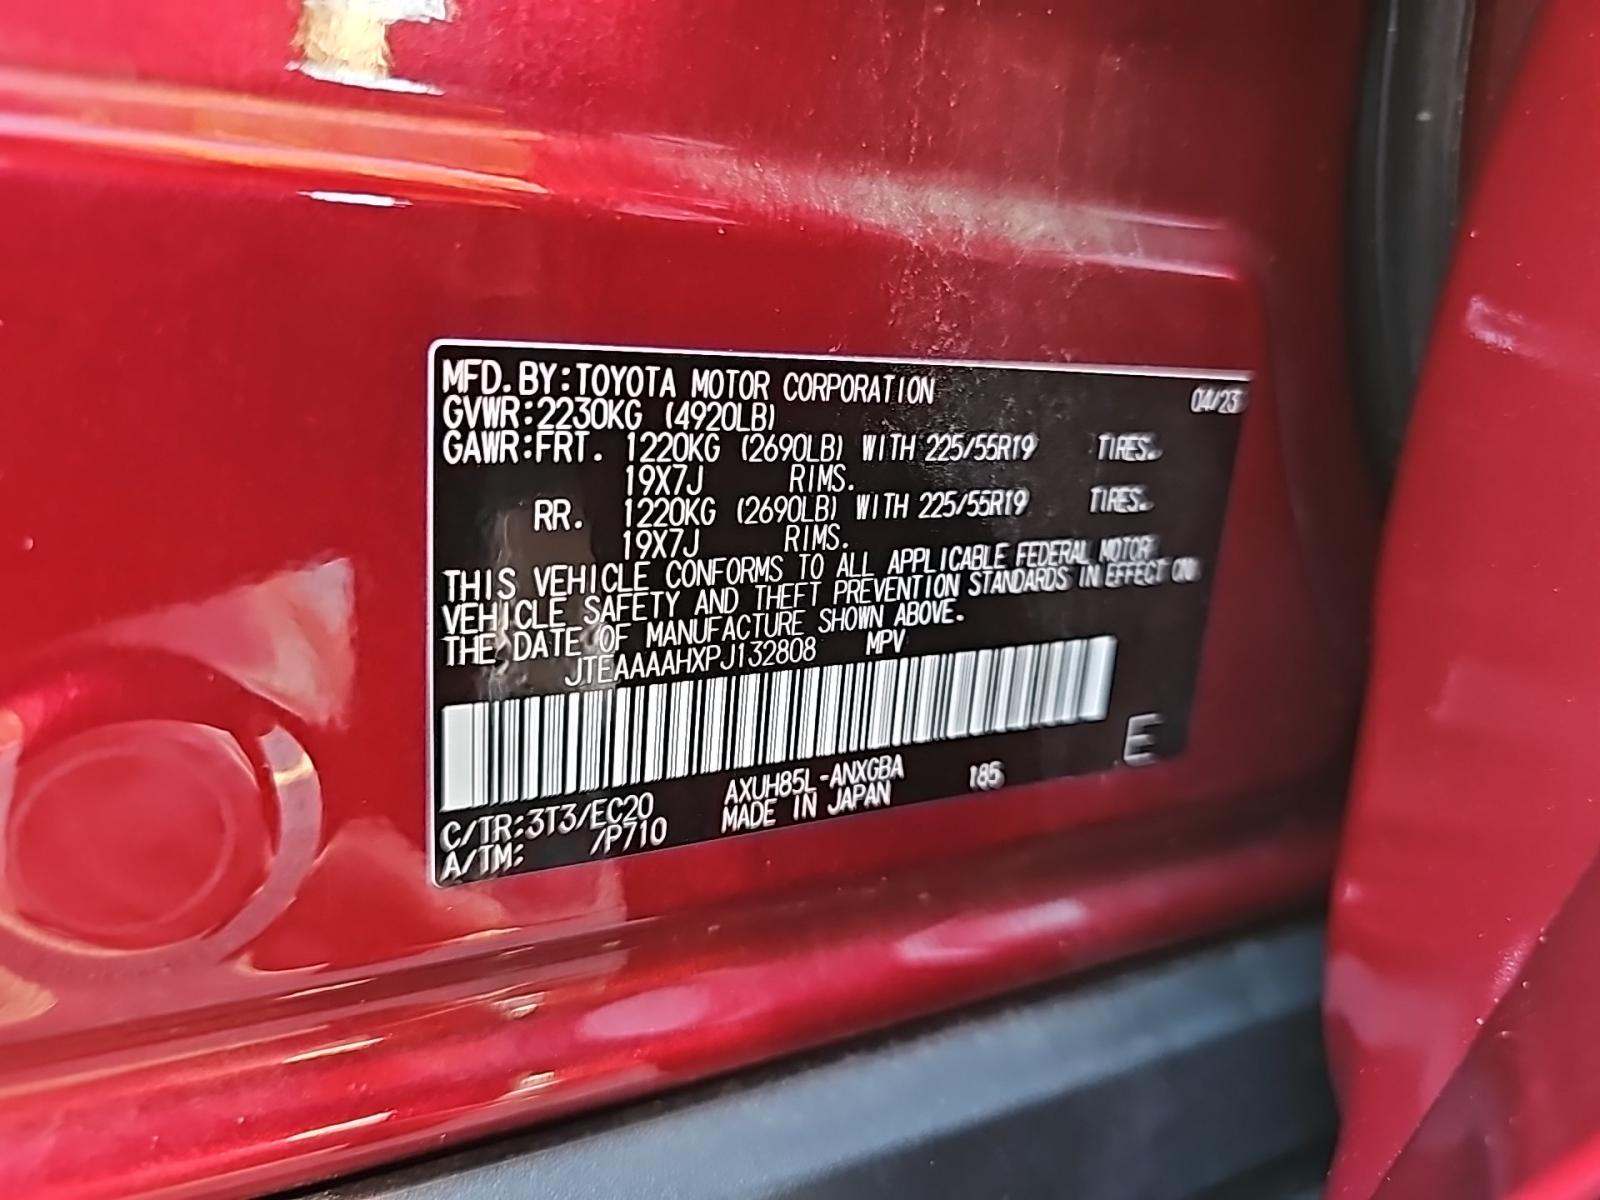 MFD.BY:TOYOTA MOTOR CORPORATION 04/23
GVWR:2230KG (4920LB)
GAWR:FRT. 1220KG (2690LB) WITH 225/55R19 TIRES.
19X7J RIMS.
RR. 1220KG (2690LB) WITH 225/55R19 TIRES.
19X7J RIMS.
THIS VEHICLE CONFORMS TO ALL APPLICABLE FEDERAL MOTOR
VEHICLE SAFETY AND THEFT PREVENTION STANDARDS IN EFFECT ON
THE DATE OF MANUFACTURE SHOWN ABOVE.
JTEAAAAHXPJ132808 MPV
E
C/TR:3T3/EC20 AXUH85L-ANXGBA 185
A/TM: /P710 MADE IN JAPAN